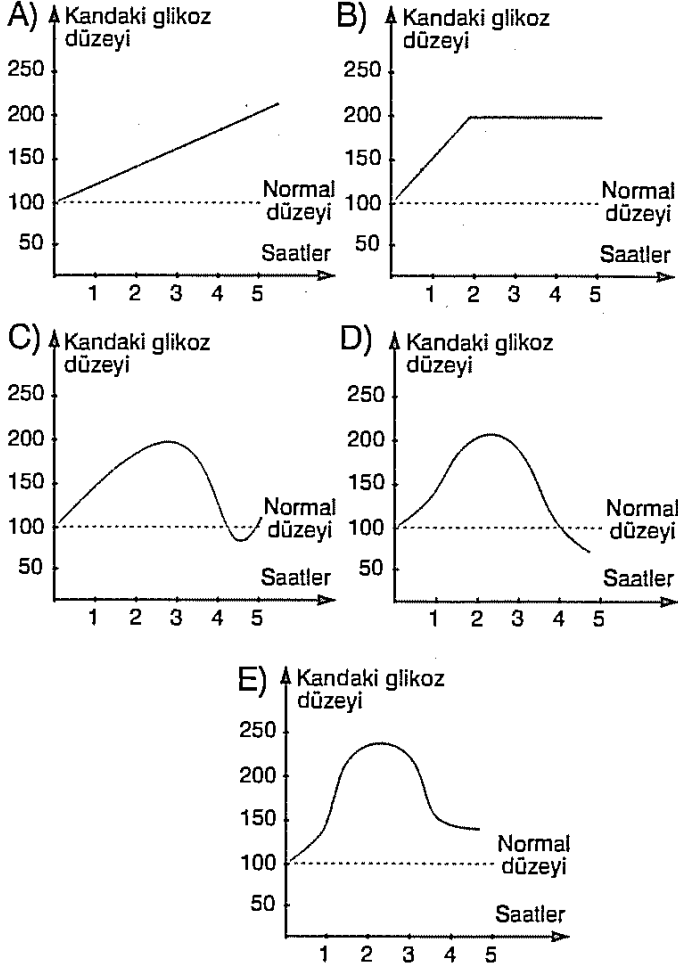 A) Kandaki glikoz
düzeyi
250
200
150
100
50
Normal
düzeyi
Saatler
1 2 3 4 5
B) Kandaki glikoz
düzeyi
250
200
150
100
50
Normal
düzeyi
Saatler
1 2 3 4 5
C) Kandaki glikoz
düzeyi
250
200
150
100
50
Normal
düzeyi
Saatler
1 2 3 4 5
D) Kandaki glikoz
düzeyi
250
200
150
100
50
Normal
düzeyi
Saatler
1 2 3 4 5
E) Kandaki glikoz
düzeyi
250
200
150
100
50
Normal
düzeyi
Saatler
1 2 3 4 5